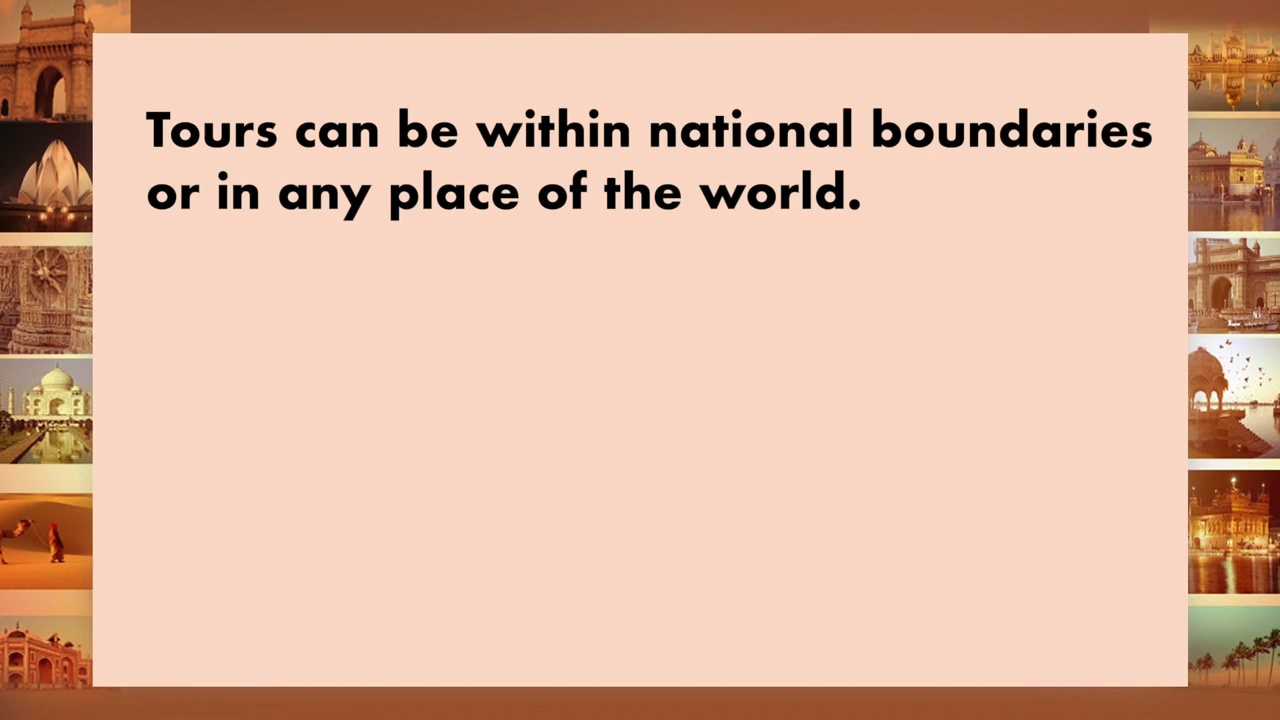 Tours can be within national boundaries
or in any place of the world.